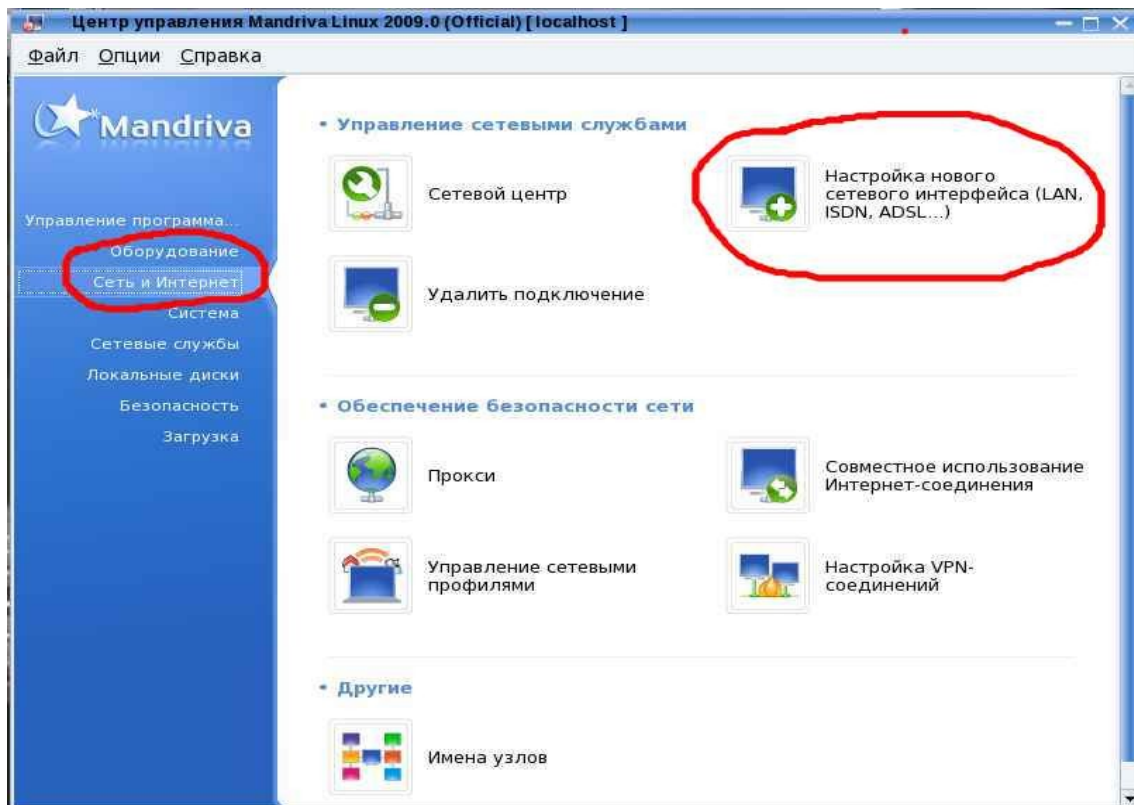 Центр управления Mandriva Linux 2009.0 (Official) [ localhost ]
Файл Опции Справка
Mandriva
Управление программа...
Оборудование
Сеть и Интернет
Система
Сетевые службы
Локальные диски
Безопасность
Загрузка
• Управление сетевыми службами
Сетевой центр
Настройка нового
сетевого интерфейса (LAN,
ISDN, ADSL...)
Удалить подключение
• Обеспечение безопасности сети
Прокси
Совместное использование
Интернет-соединения
Управление сетевыми
профилями
Настройка VPN-
соединений
• Другие
Имена узлов